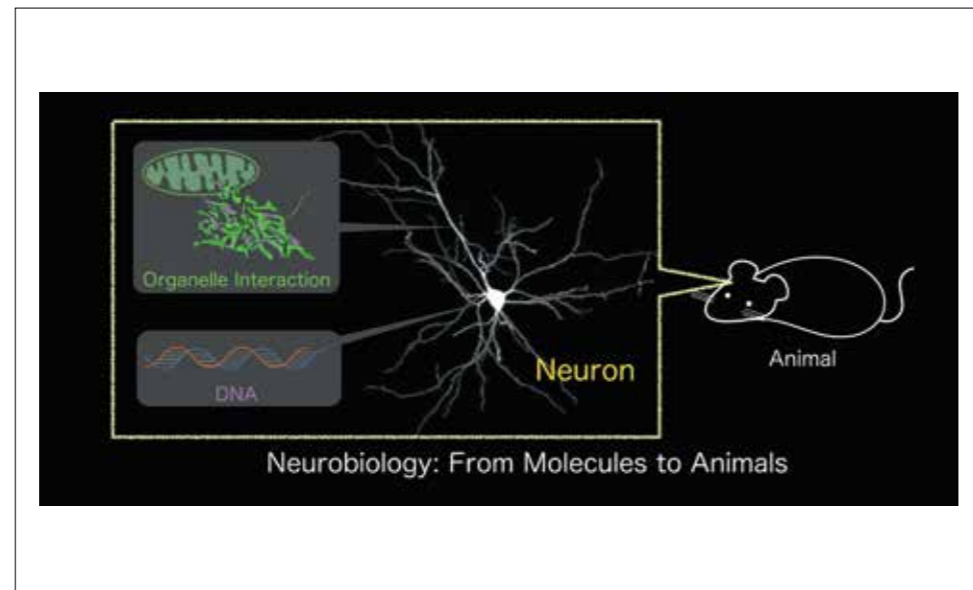 Organelle Interaction
DNA
Neuron
Animal
Neurobiology: From Molecules to Animals